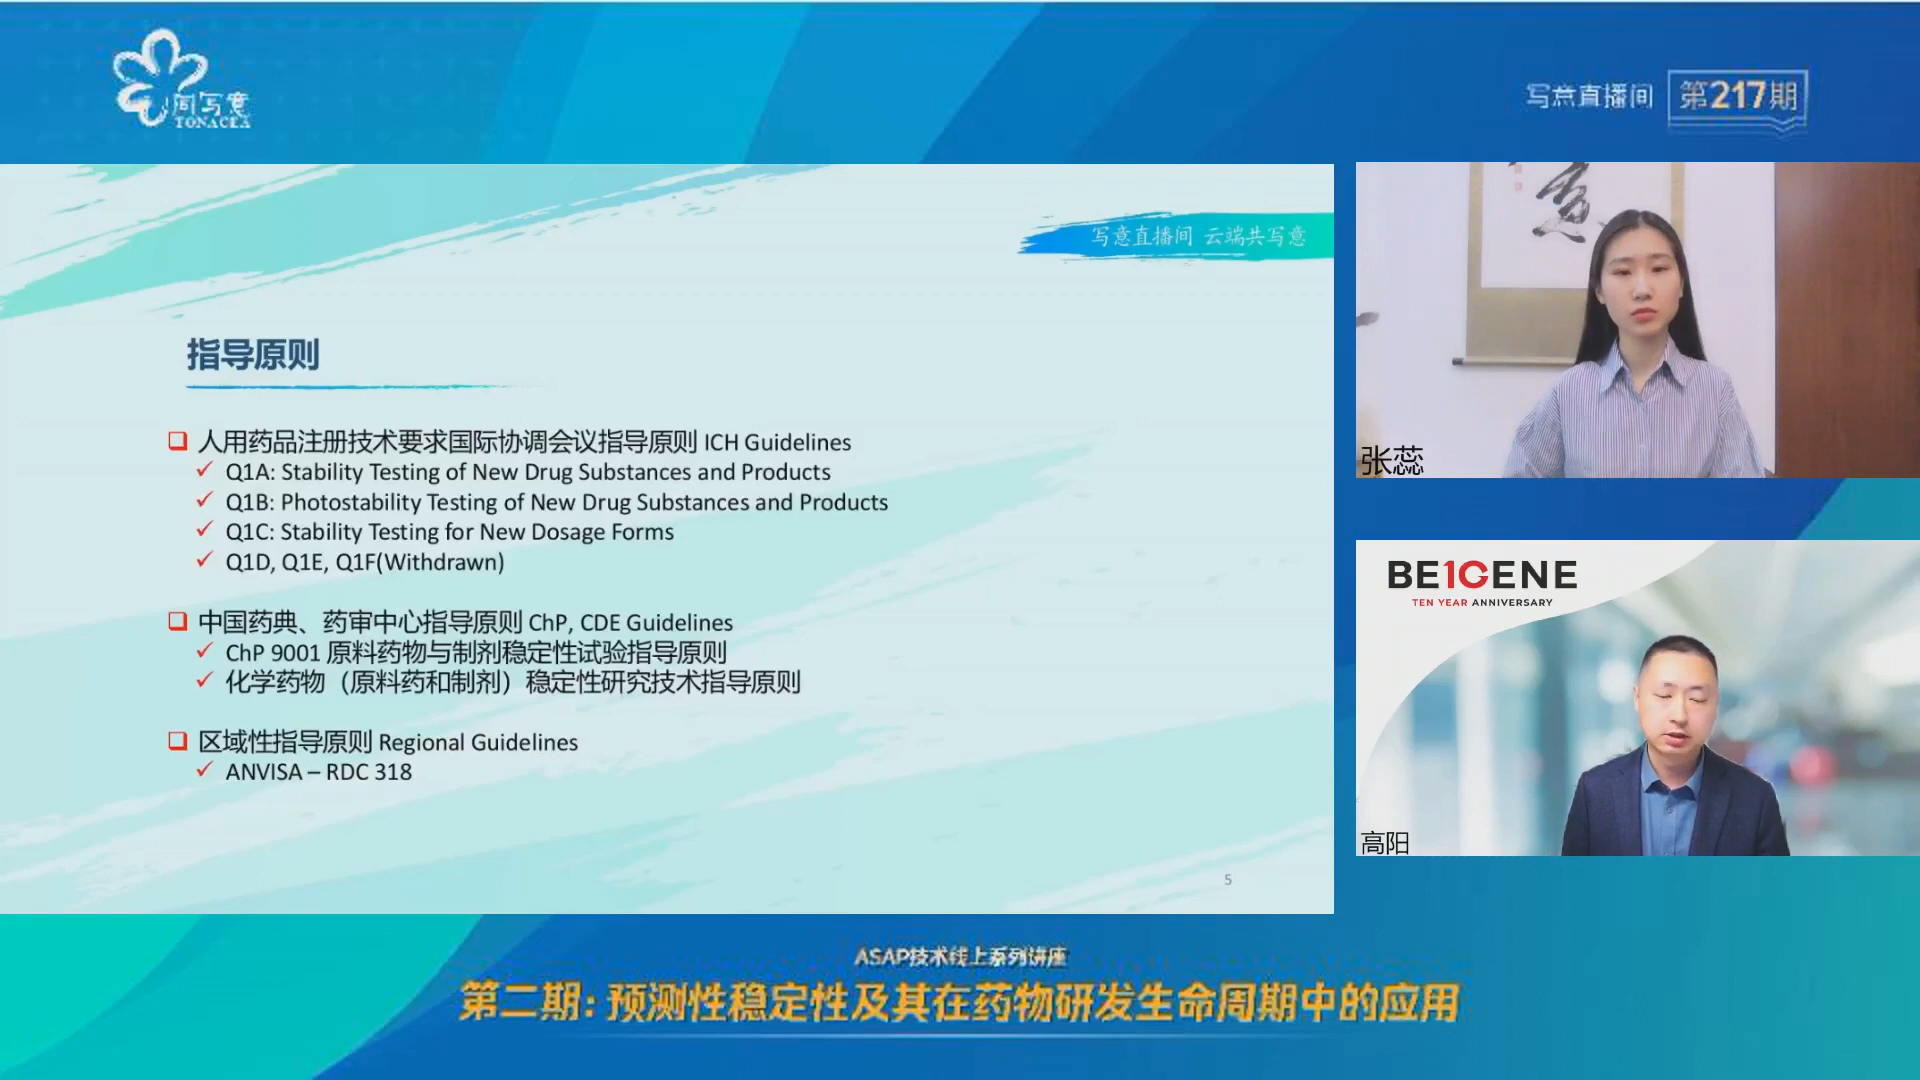 同写意
TONACEA
写意直播间 第217期
写意直播间 云端共写意
指导原则
人用药品注册技术要求国际协调会议指导原则 ICH Guidelines
Q1A: Stability Testing of New Drug Substances and Products
Q1B: Photostability Testing of New Drug Substances and Products
Q1C: Stability Testing for New Dosage Forms
Q1D, Q1E, Q1F(Withdrawn)
中国药典、药审中心指导原则 ChP, CDE Guidelines
ChP 9001 原料药物与制剂稳定性试验指导原则
化学药物（原料药和制剂）稳定性研究技术指导原则
区域性指导原则 Regional Guidelines
ANVISA – RDC 318
5
张蕊
BE1GENE
TEN YEAR ANNIVERSARY
高阳
ASAP技术线上系列讲座
第二期: 预测性稳定性及其在药物研发生命周期中的应用